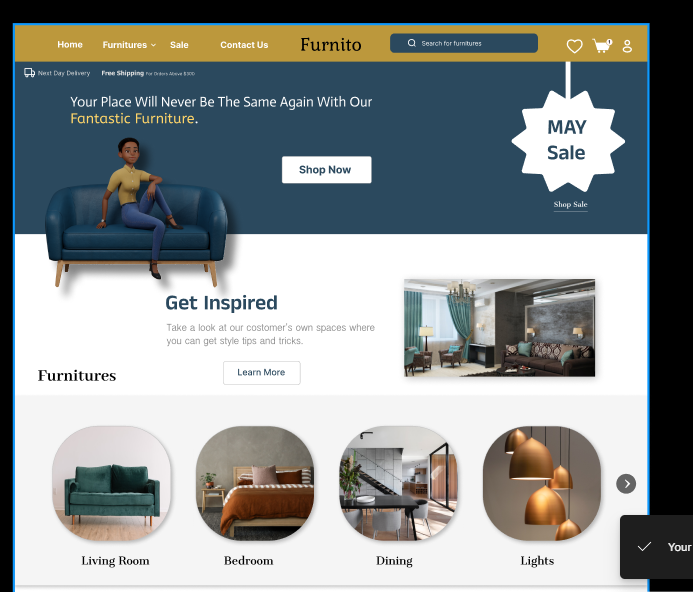 Home Furnitures Sale Contact Us Furnito Search for furnitures 1
Next Day Delivery Free Shipping For Orders Above $300
Your Place Will Never Be The Same Again With Our
Fantastic Furniture.
Shop Now
MAY
Sale
Shop Sale
Get Inspired
Take a look at our costomer's own spaces where
you can get style tips and tricks.
Learn More
Furnitures
Living Room Bedroom Dining Lights
Your